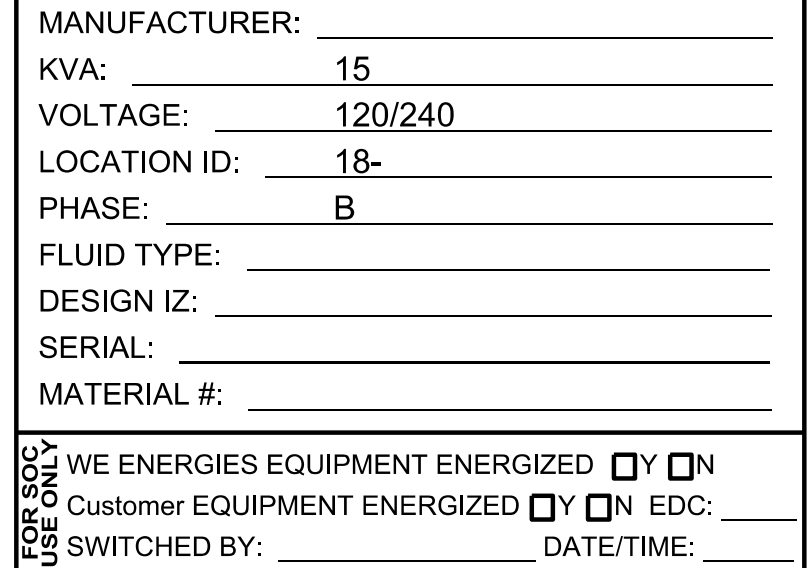 MANUFACTURER:
KVA: 15
VOLTAGE: 120/240
LOCATION ID: 18-
PHASE: B
FLUID TYPE:
DESIGN IZ:
SERIAL:
MATERIAL #:
FOR SOC
USE ONLY
WE ENERGIES EQUIPMENT ENERGIZED Y N
Customer EQUIPMENT ENERGIZED Y N EDC:
SWITCHED BY: DATE/TIME: